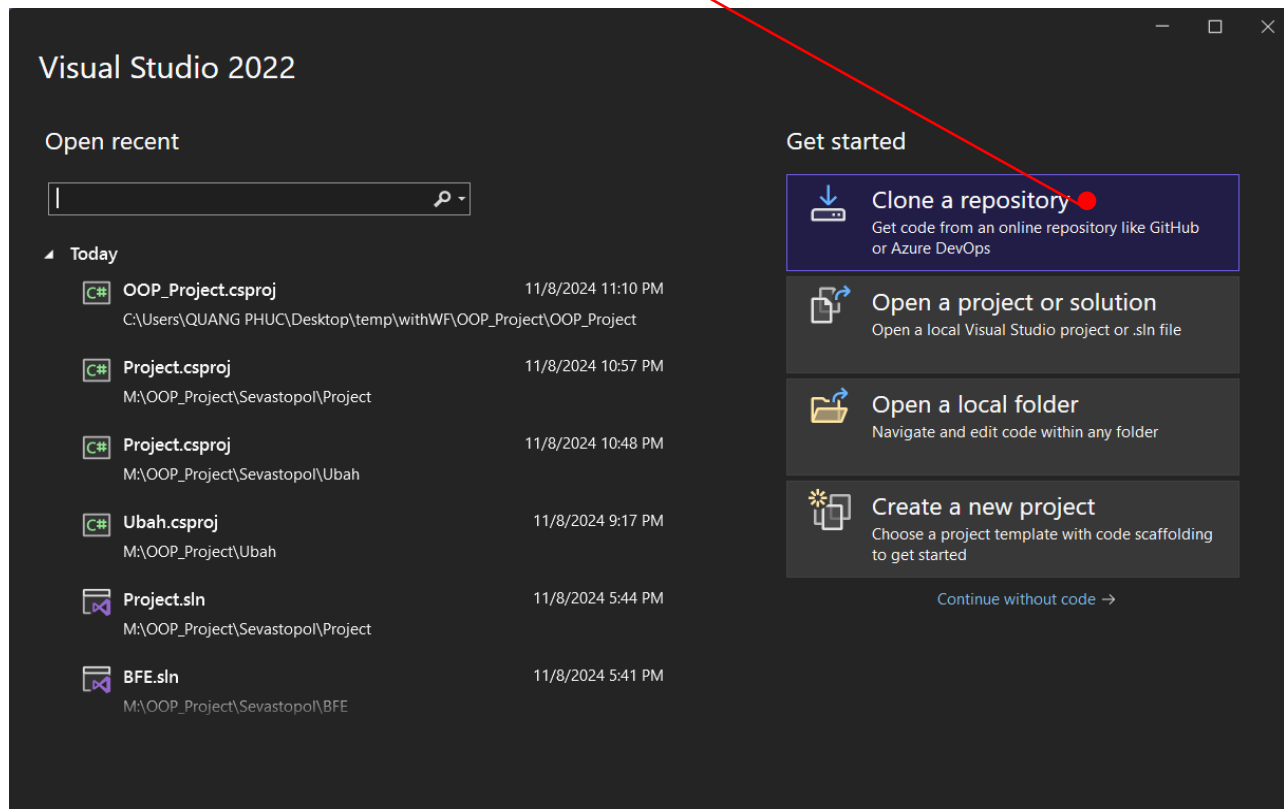 Visual Studio 2022
Open recent
Today
OOP_Project.csproj 11/8/2024 11:10 PM
C:\Users\QUANG PHUC\Desktop\temp\withWF\OOP_Project\OOP_Project
Project.csproj 11/8/2024 10:57 PM
M:\OOP_Project\Sevastopol\Project
Project.csproj 11/8/2024 10:48 PM
M:\OOP_Project\Sevastopol\Ubah
Ubah.csproj 11/8/2024 9:17 PM
M:\OOP_Project\Ubah
Project.sln 11/8/2024 5:44 PM
M:\OOP_Project\Sevastopol\Project
BFE.sln 11/8/2024 5:41 PM
M:\OOP_Project\Sevastopol\BFE
Get started
Clone a repository
Get code from an online repository like GitHub
or Azure DevOps
Open a project or solution
Open a local Visual Studio project or .sln file
Open a local folder
Navigate and edit code within any folder
Create a new project
Choose a project template with code scaffolding
to get started
Continue without code →